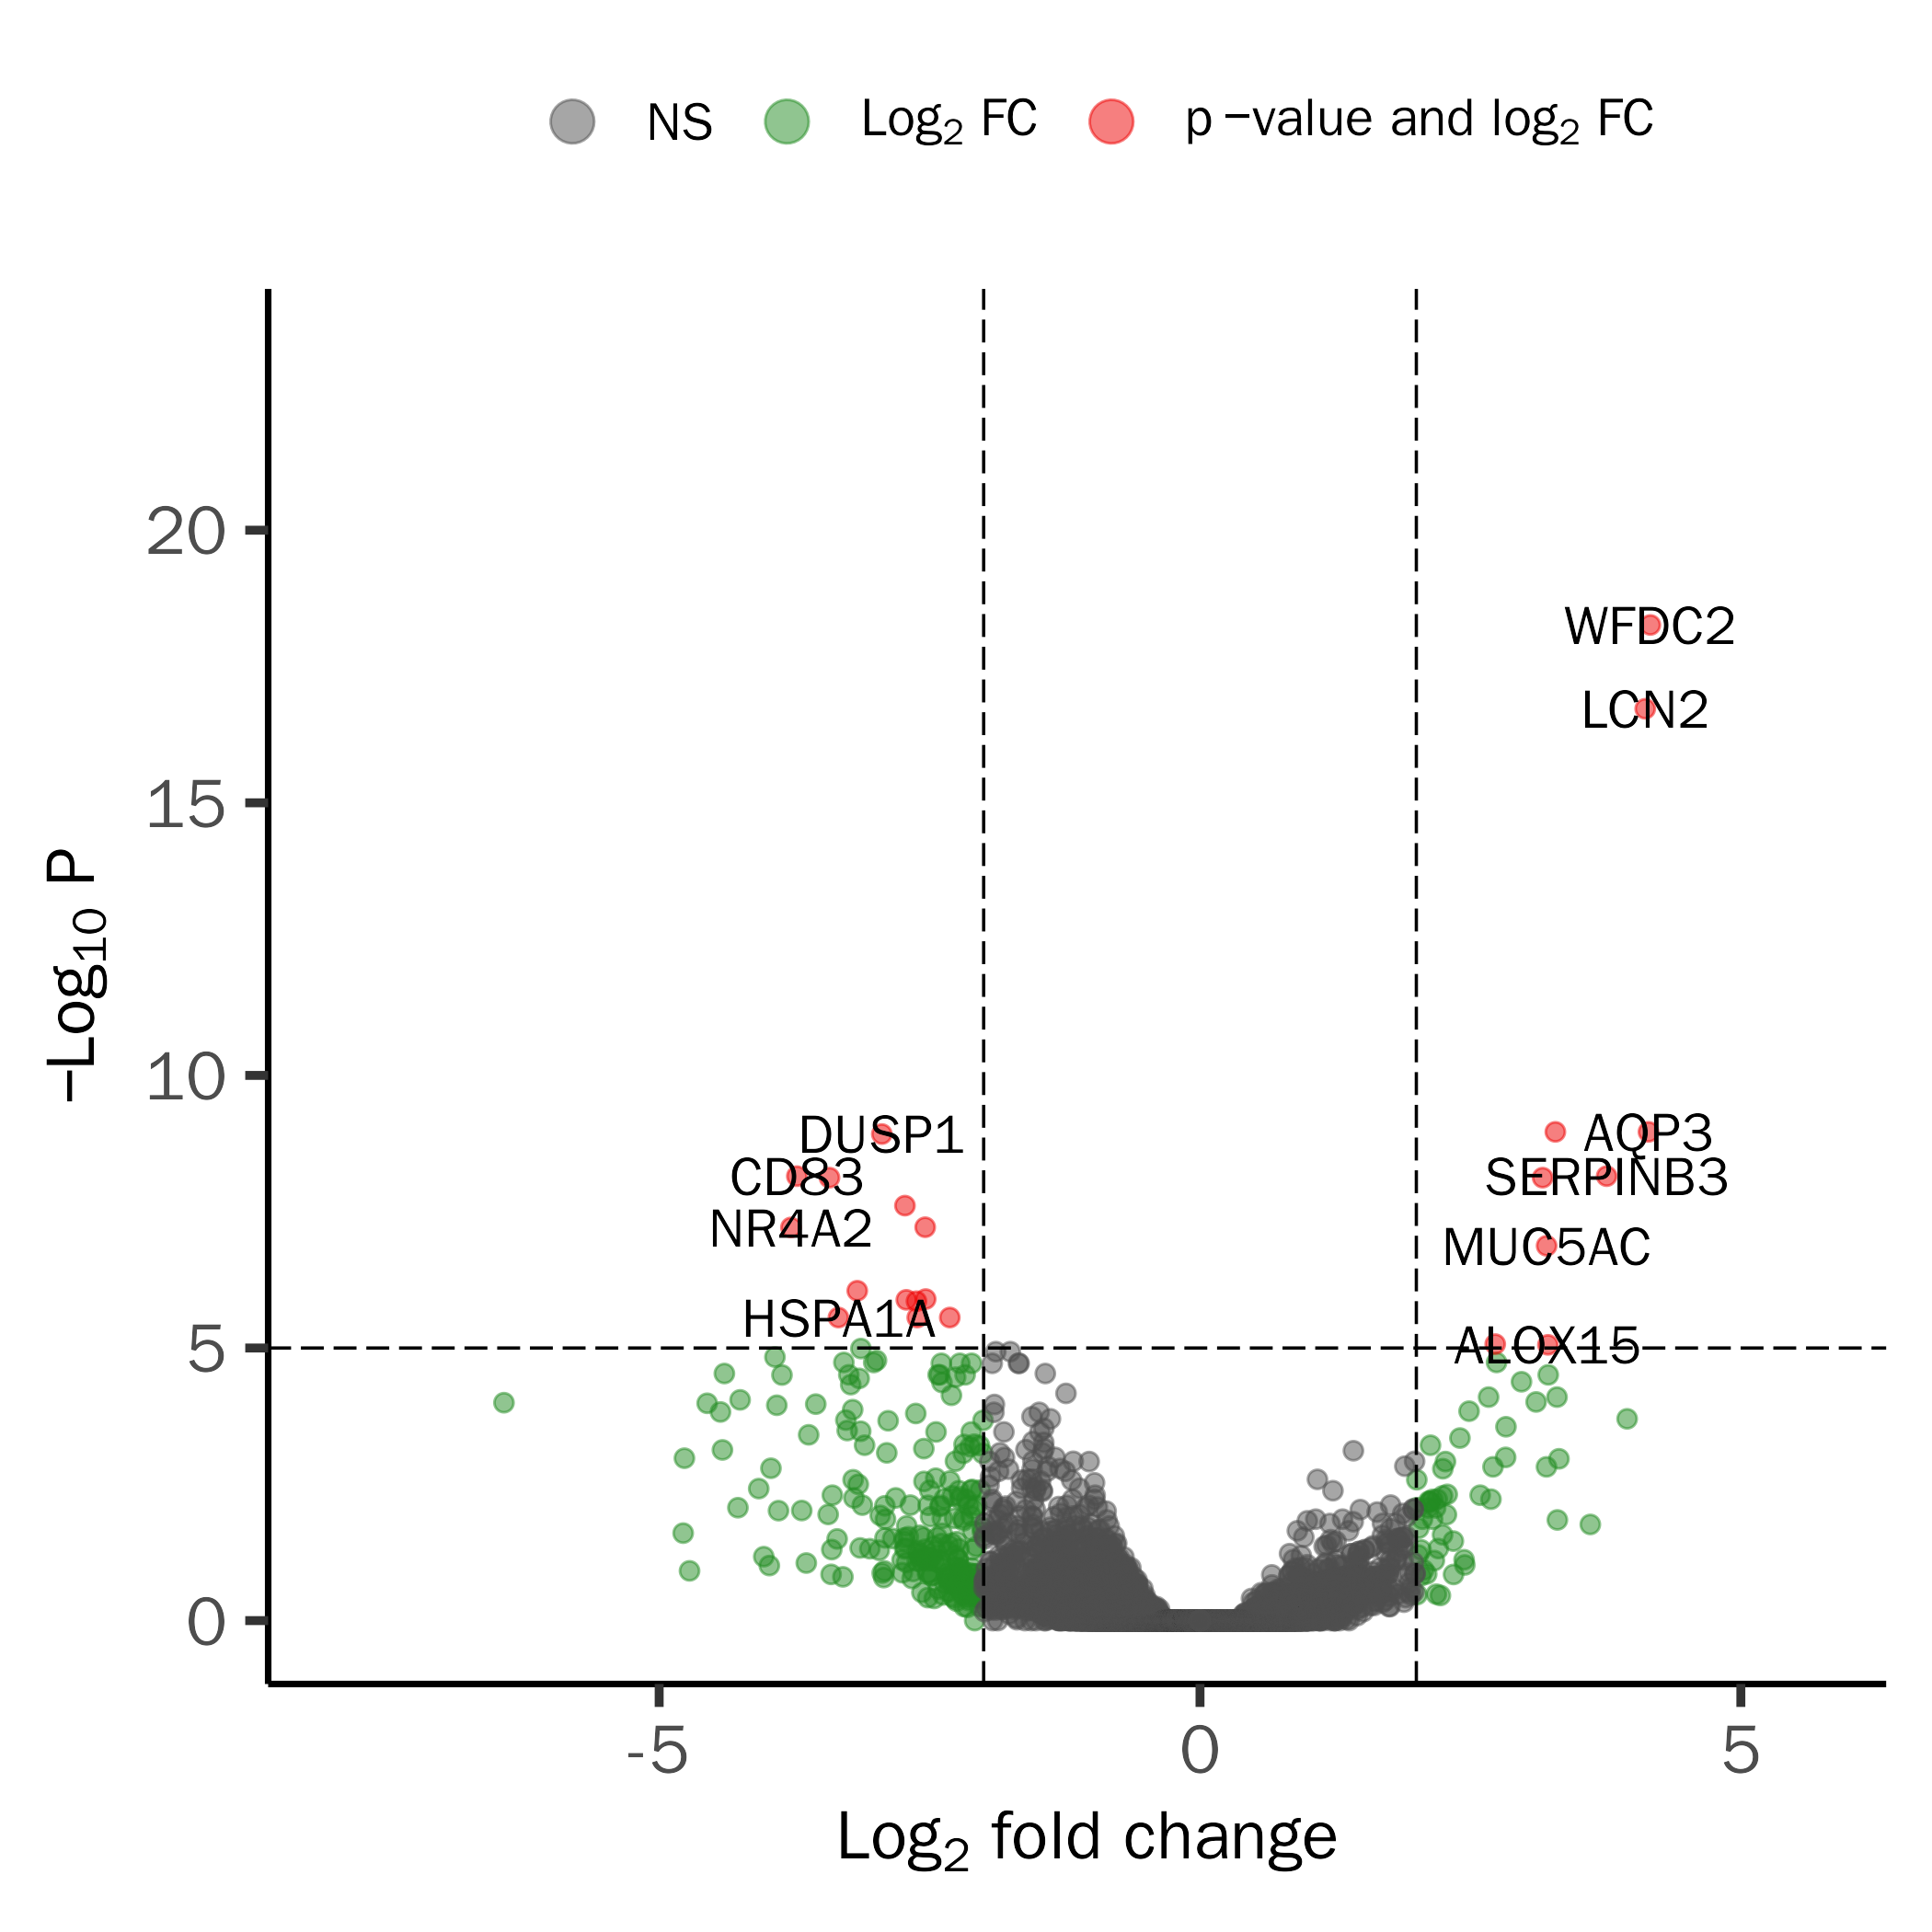 NS Log2 FC p –value and log2 FC
–Log10 P
20
15
10
5
0
WFDC2
LCN2
DUSP1
AQP3
CD83
SERPINB3
NR4A2
MUC5AC
HSPA1A
ALOX15
-5 0 5
Log2 fold change